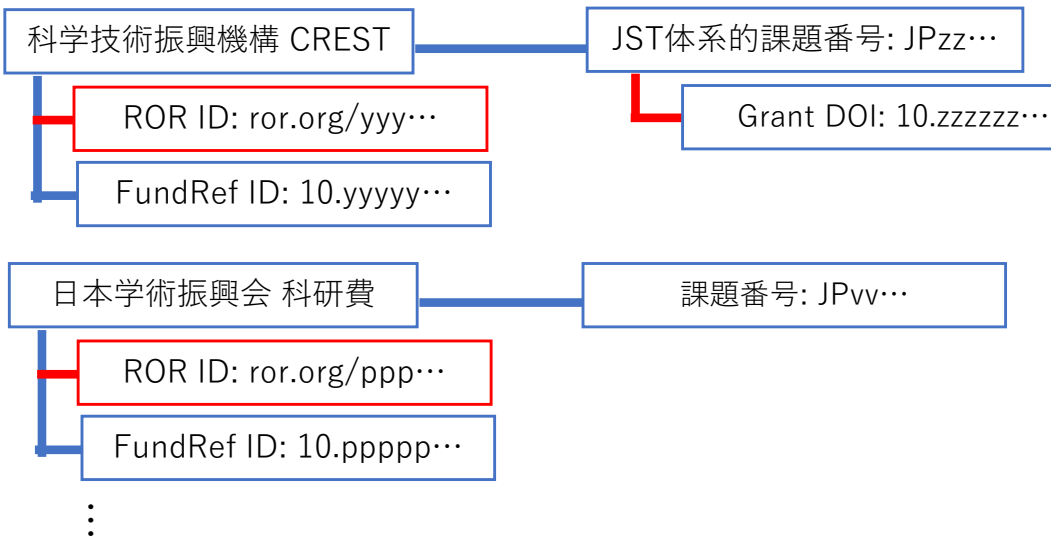 科学技術振興機構 CREST
JST体系的課題番号: JPzz…
ROR ID: ror.org/yyy…
Grant DOI: 10.zzzzzz…
FundRef ID: 10.yyyyy…
日本学術振興会 科研費
課題番号: JPvv…
ROR ID: ror.org/ppp…
FundRef ID: 10.ppppp…
⋮